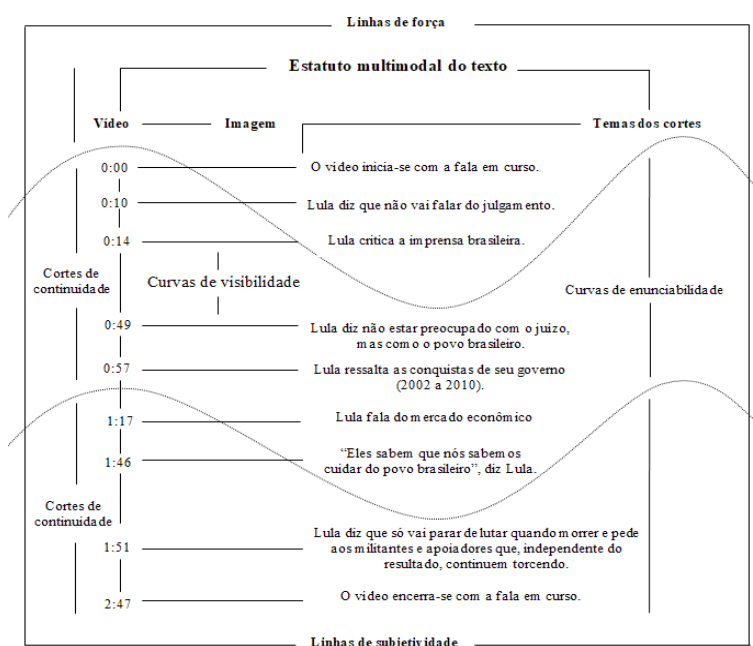 Linhas de força
Estatuto multimodal do texto
Vídeo
Imagem
Temas dos cortes
0:00
O vídeo inicia-se com a fala em curso.
0:10
Lula diz que não vai falar do julgamento.
0:14
Lula critica a imprensa brasileira.
Cortes de
continuidade
Curvas de visibilidade
Curvas de enunciabilidade
0:49
Lula diz não estar preocupado com o juízo,
mas com o o povo brasileiro.
0:57
Lula ressalta as conquistas de seu governo
(2002 a 2010).
1:17
Lula fala do mercado econômico
1:46
“Eles sabem que nós sabemos
cuidar do povo brasileiro”, diz Lula.
Cortes de
continuidade
1:51
Lula diz que só vai parar de lutar quando morrer e pede
aos militantes e apoiadores que, independente do
resultado, continuem torcendo.
2:47
O vídeo encerra-se com a fala em curso.
Linhas de subjetividade